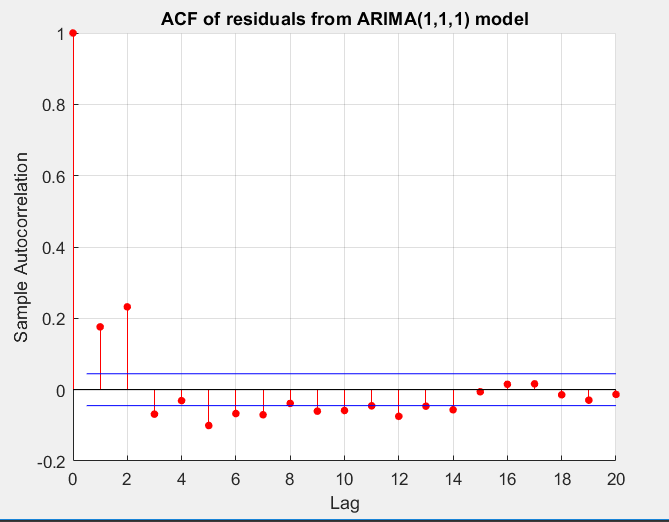 ACF of residuals from ARIMA(1,1,1) model
1
0.8
0.6
0.4
0.2
0
-0.2
Sample Autocorrelation
0 2 4 6 8 10 12 14 16 18 20
Lag